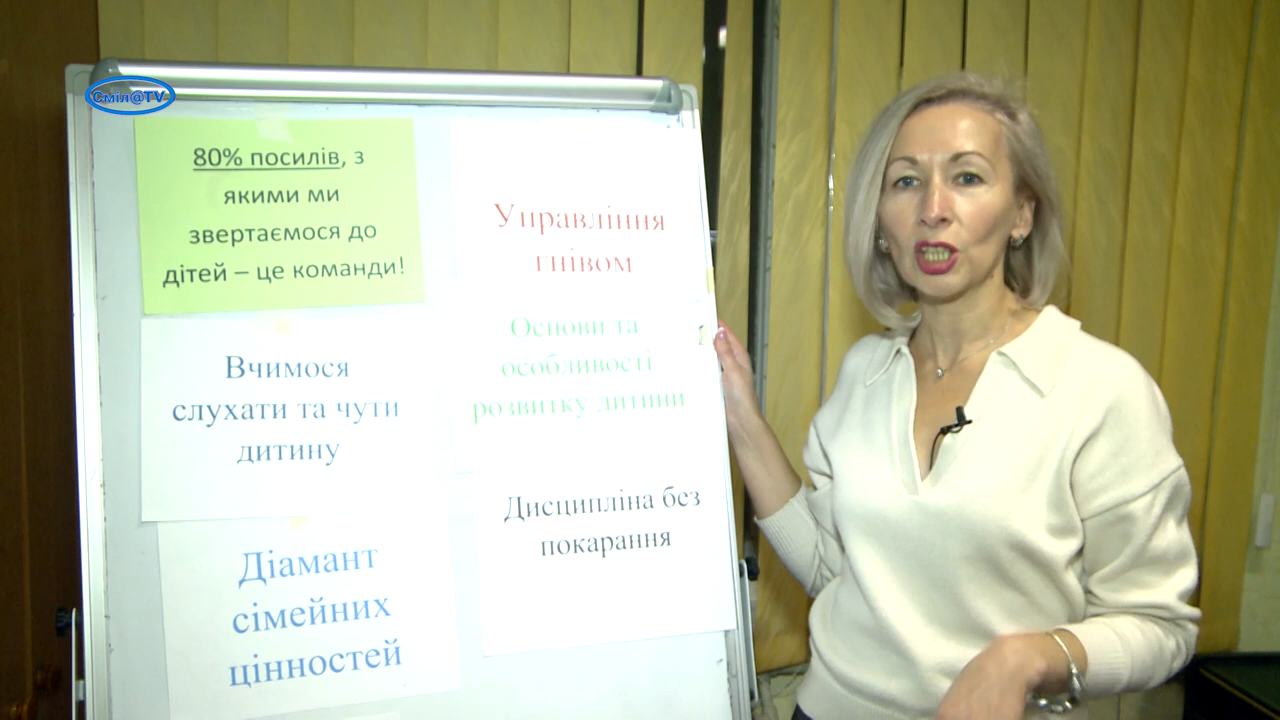 Сміл@TV
80% посилів, з
якими ми
звертаємося до
дітей – це команди!
Вчимося
слухати та чути
дитину
Діамант
сімейних
цінностей
Управління
гнівом
Основи та
особливості
розвитку дитини
Дисципліна без
покарання